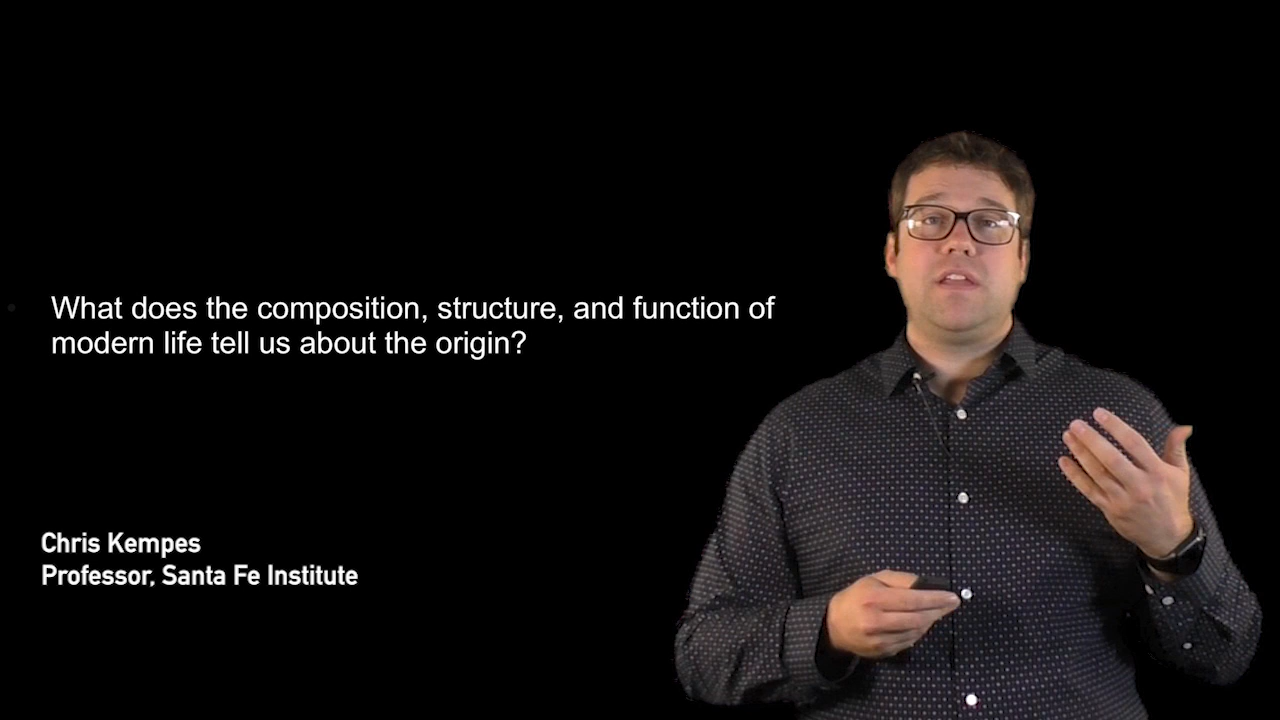 What does the composition, structure, and function of
modern life tell us about the origin?
Chris Kempes
Professor, Santa Fe Institute